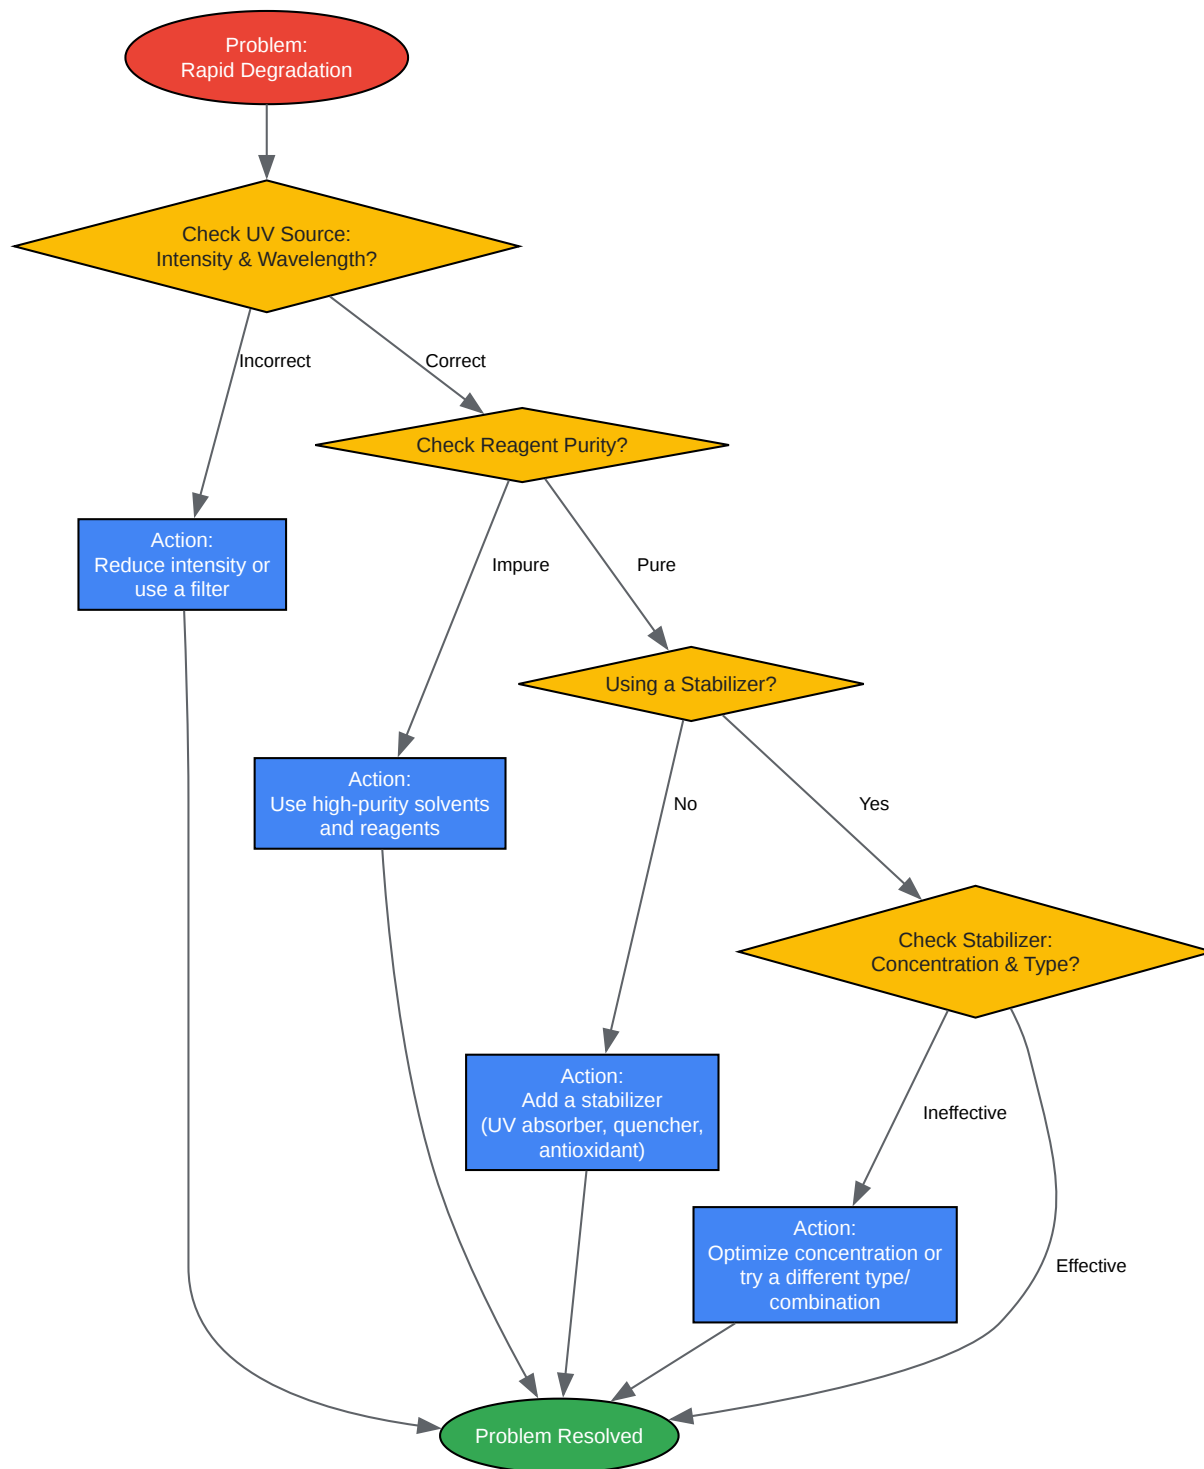 Problem:
Rapid Degradation
Check UV Source:
Intensity & Wavelength?
Incorrect
Correct
Check Reagent Purity?
Action:
Reduce intensity or
use a filter
Impure
Pure
Using a Stabilizer?
Action:
Use high-purity solvents
and reagents
No
Yes
Check Stabilizer:
Concentration & Type?
Action:
Add a stabilizer
(UV absorber, quencher,
antioxidant)
Ineffective
Action:
Optimize concentration or
try a different type/
combination
Effective
Problem Resolved